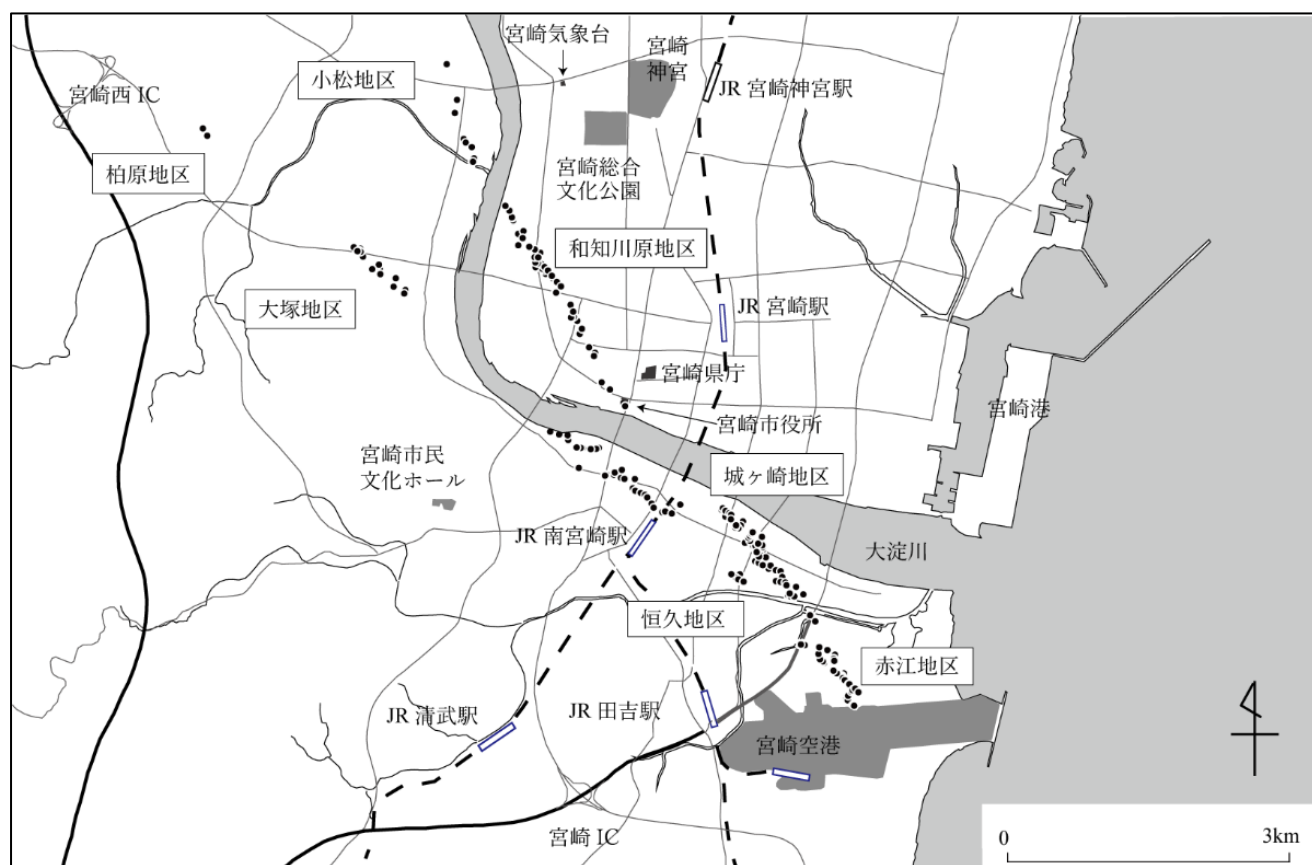 宮崎気象台
宮崎
神宮
小松地区
JR 宮崎神宮駅
宮崎西 IC
柏原地区
宮崎総合
文化公園
和知川原地区
大塚地区
JR 宮崎駅
宮崎県庁
宮崎港
宮崎市役所
宮崎市民
文化ホール
城ヶ崎地区
JR 南宮崎駅
大淀川
恒久地区
赤江地区
JR 清武駅
JR 田吉駅
宮崎空港
宮崎 IC
0
3km